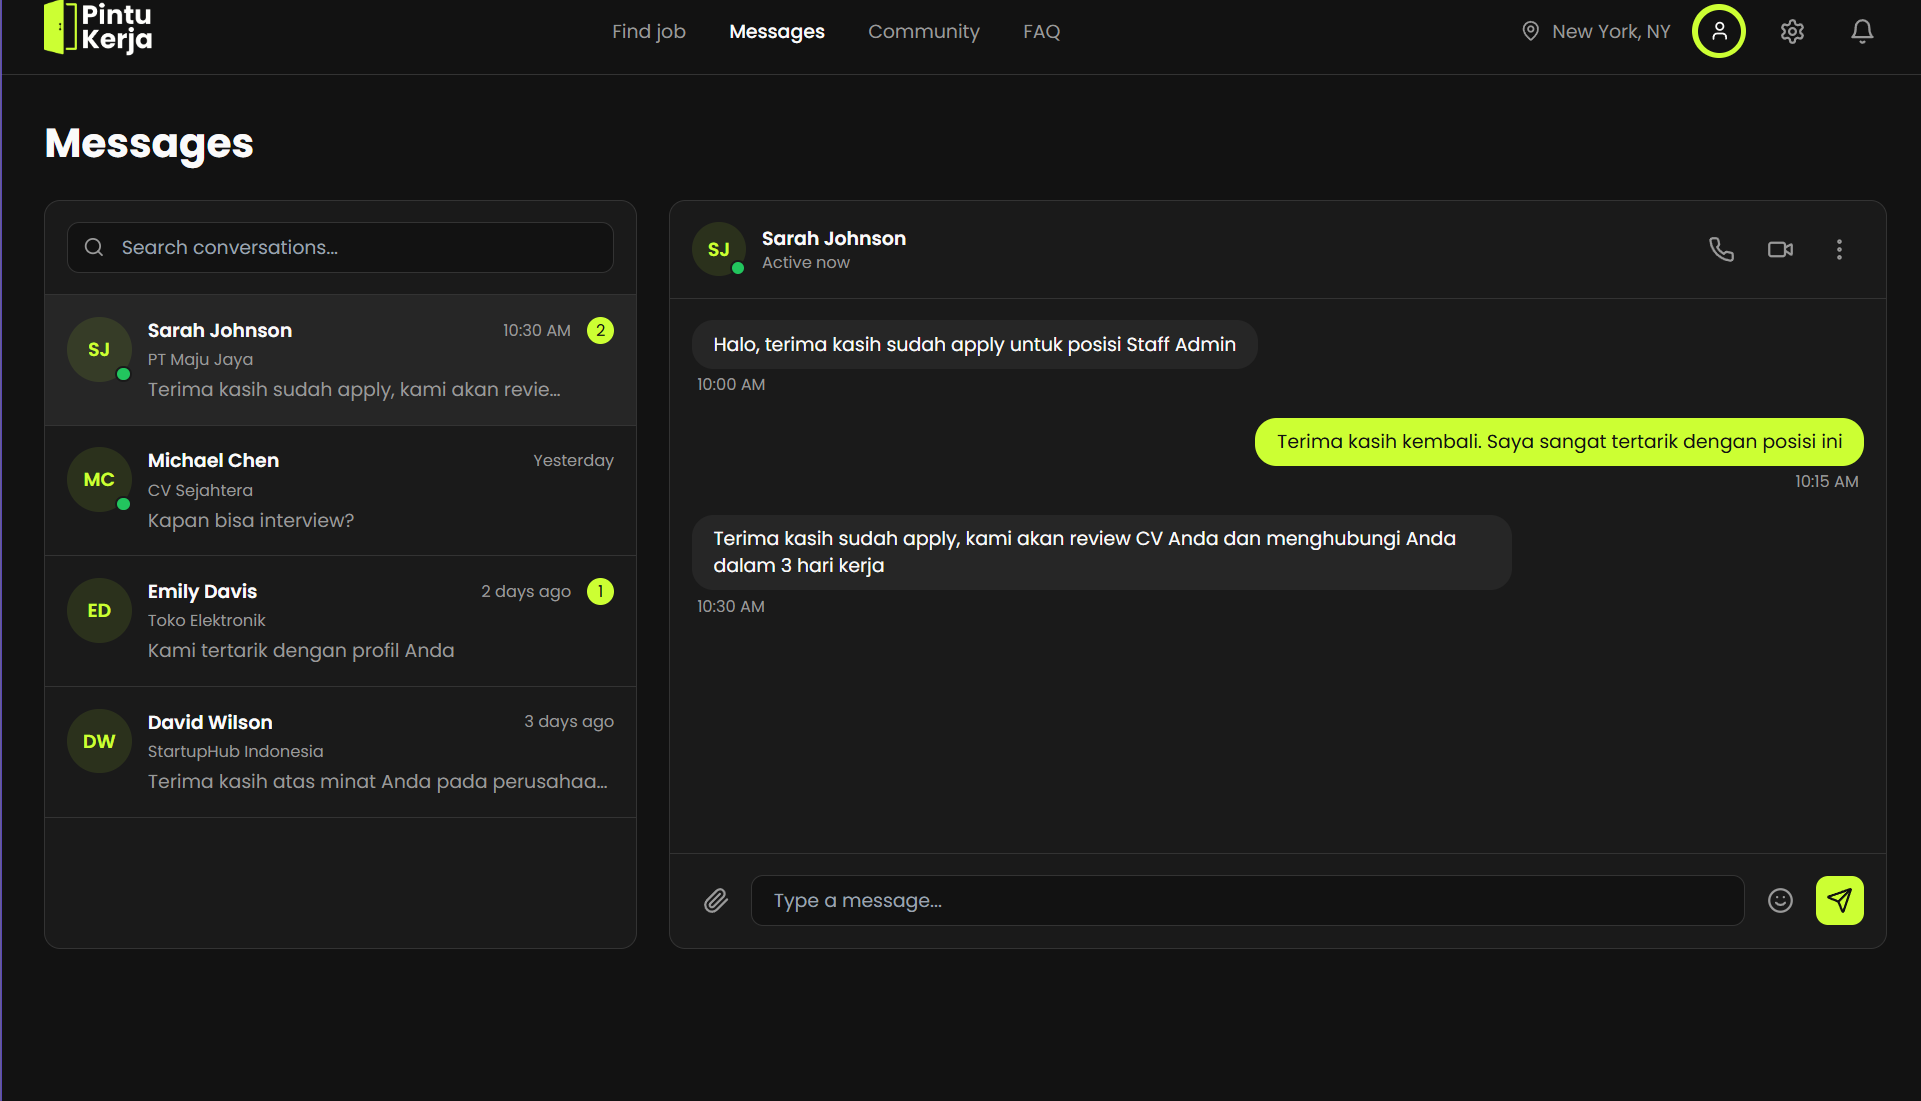 Pintu
Kerja
Find job
Messages
Community
FAQ
New York, NY
Messages
Search conversations...
SJ
Sarah Johnson
10:30 AM
2
PT Maju Jaya
Terima kasih sudah apply, kami akan revie...
MC
Michael Chen
Yesterday
CV Sejahtera
Kapan bisa interview?
ED
Emily Davis
2 days ago
1
Toko Elektronik
Kami tertarik dengan profil Anda
DW
David Wilson
3 days ago
StartupHub Indonesia
Terima kasih atas minat Anda pada perusahaa...
SJ
Sarah Johnson
Active now
Halo, terima kasih sudah apply untuk posisi Staff Admin
10:00 AM
Terima kasih kembali. Saya sangat tertarik dengan posisi ini
10:15 AM
Terima kasih sudah apply, kami akan review CV Anda dan menghubungi Anda
dalam 3 hari kerja
10:30 AM
Type a message...